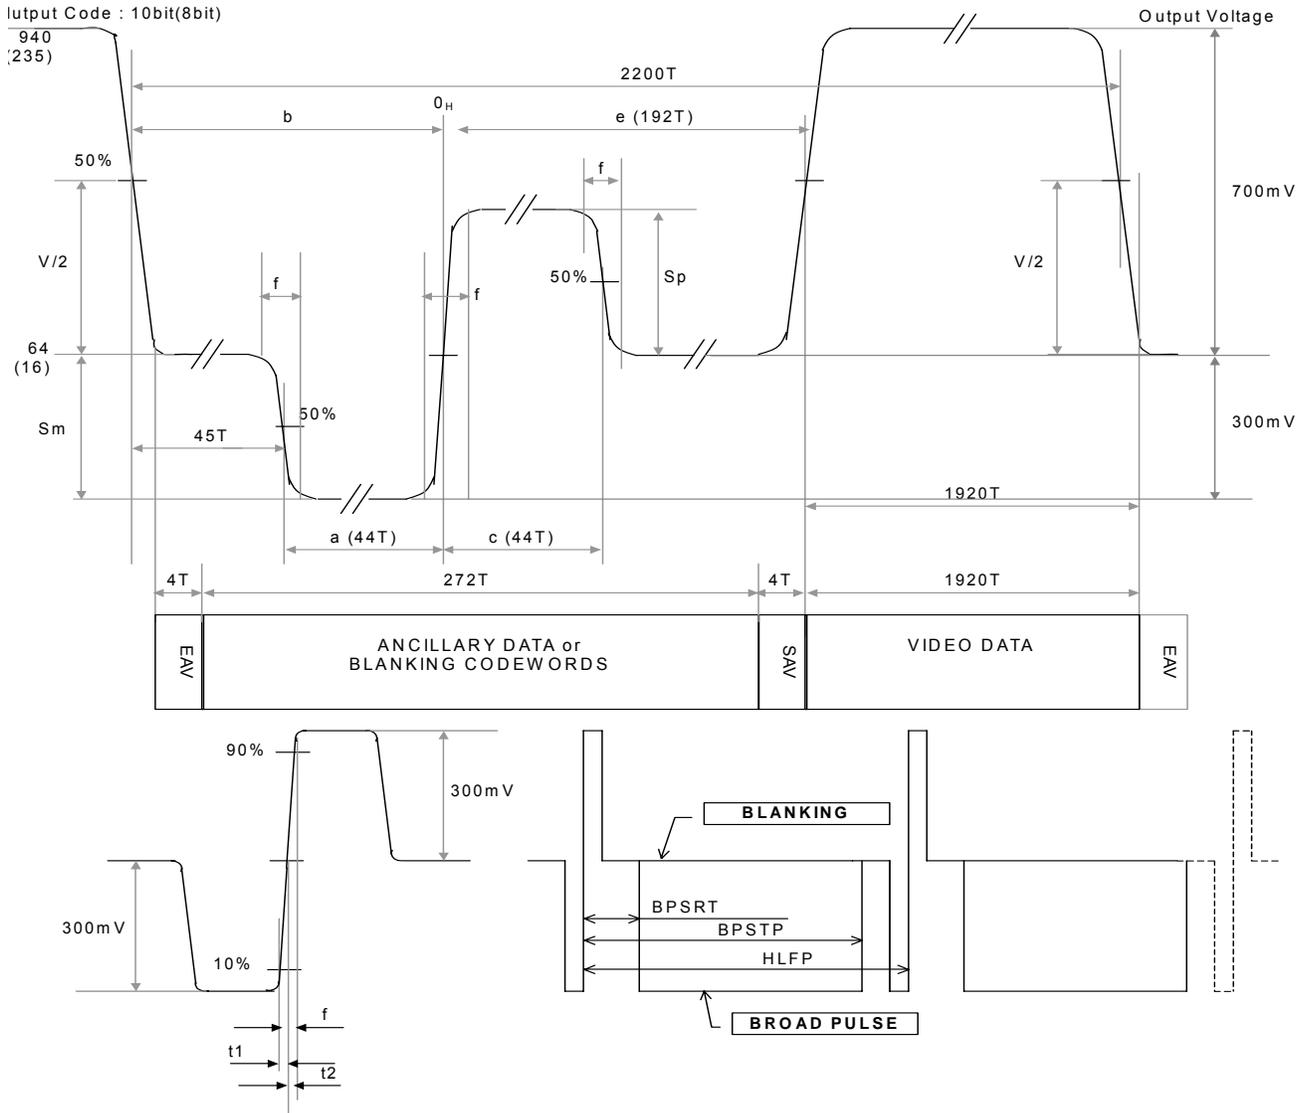 utput Code : 10bit(8bit)
Output Voltage
940
(235)
2200T
0H
b
e (192T)
50%
f
700mV
V/2
f
f
50%
Sp
V/2
64
(16)
50%
Sm
45T
300mV
1920T
a (44T)
c (44T)
4T
272T
4T
1920T
EAV
ANCILLARY DATA or
BLANKING CODEWORDS
SAV
VIDEO DATA
EAV
90%
300mV
BLANKING
300mV
BPSRT
BPSTP
10%
HLFP
f
BROAD PULSE
t1
t2